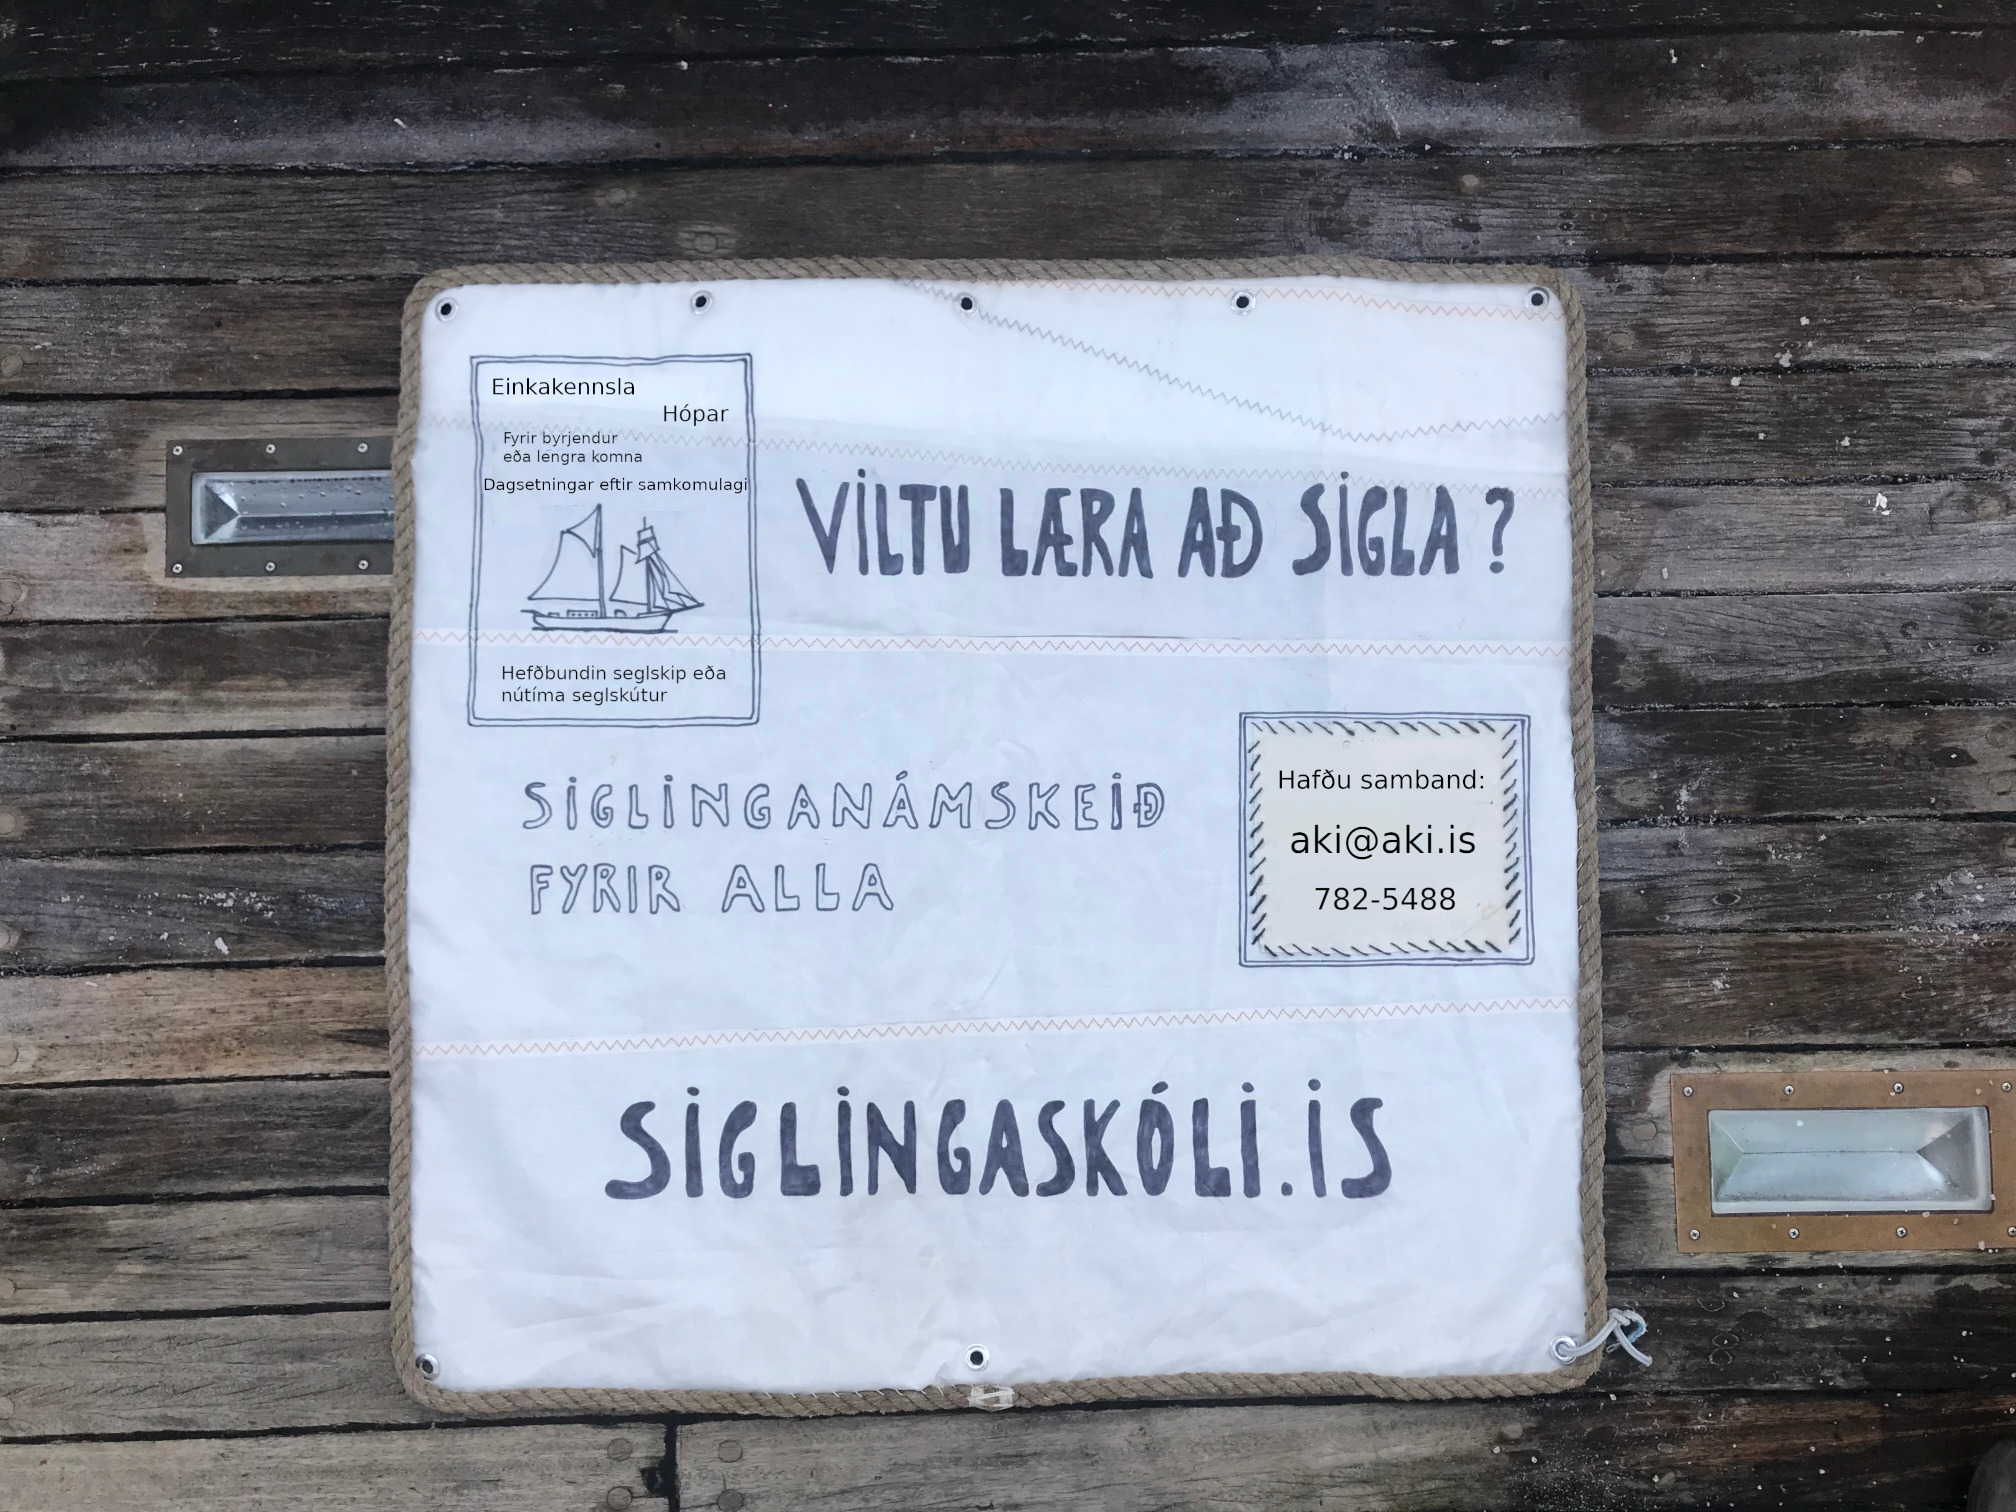 Einkakennsla
Hópar
Fyrir byrjendur
eða lengra komna
Dagsetningar eftir samkomulagi
Hefðbundin seglskip eða
nútíma seglskútur
VILTU LÆRA AÐ SIGLA ?
SIGLINGANÁMSKEIÐ
FYRIR ALLA
Hafðu samband:
aki@aki.is
782-5488
SIGLINGASKÓLI.IS